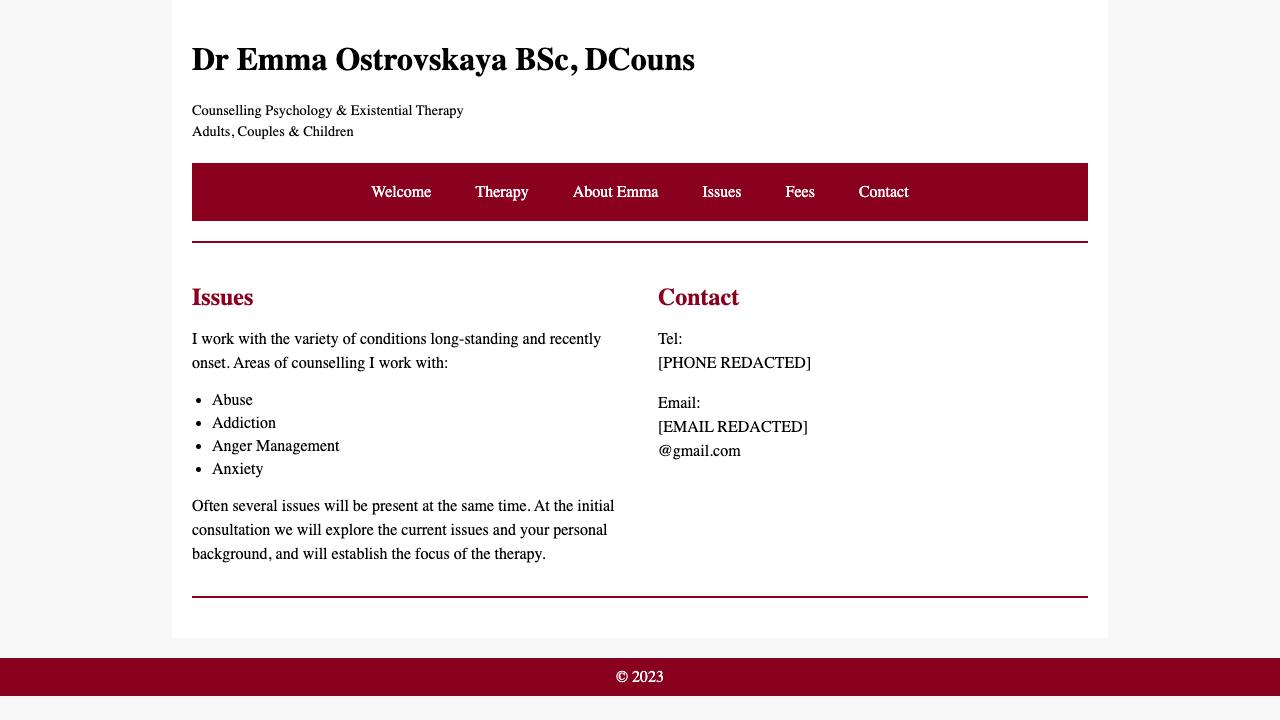 Dr Emma Ostrovskaya BSc, DCouns
Counselling Psychology & Existential Therapy
Adults, Couples & Children
Welcome Therapy About Emma Issues Fees Contact
Issues
I work with the variety of conditions long-standing and recently
onset. Areas of counselling I work with:
• Abuse
• Addiction
• Anger Management
• Anxiety
Often several issues will be present at the same time. At the initial
consultation we will explore the current issues and your personal
background, and will establish the focus of the therapy.
Contact
Tel:
[PHONE REDACTED]
Email:
[EMAIL REDACTED]
@gmail.com
© 2023